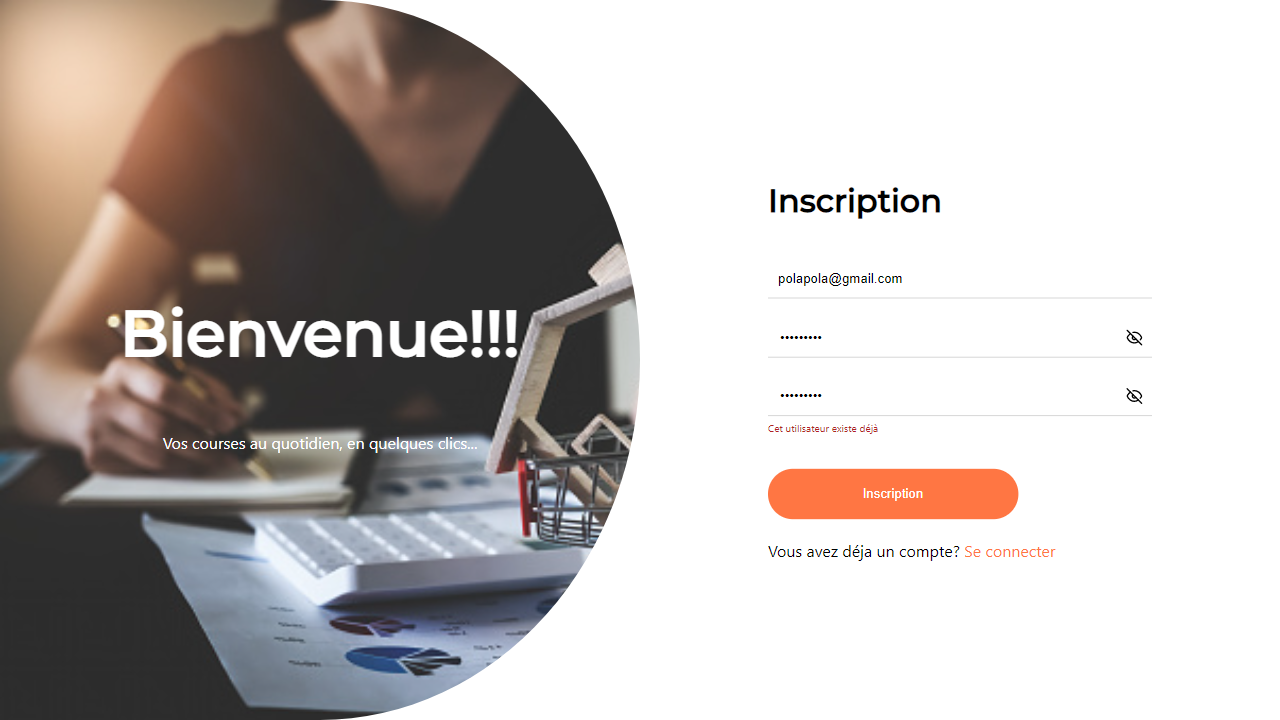 Bienvenue!!!
Vos courses au quotidien, en quelques clics...
Inscription
polapola@gmail.com
•••••••••
•••••••••
Cet utilisateur existe déjà
Inscription
Vous avez déja un compte? Se connecter